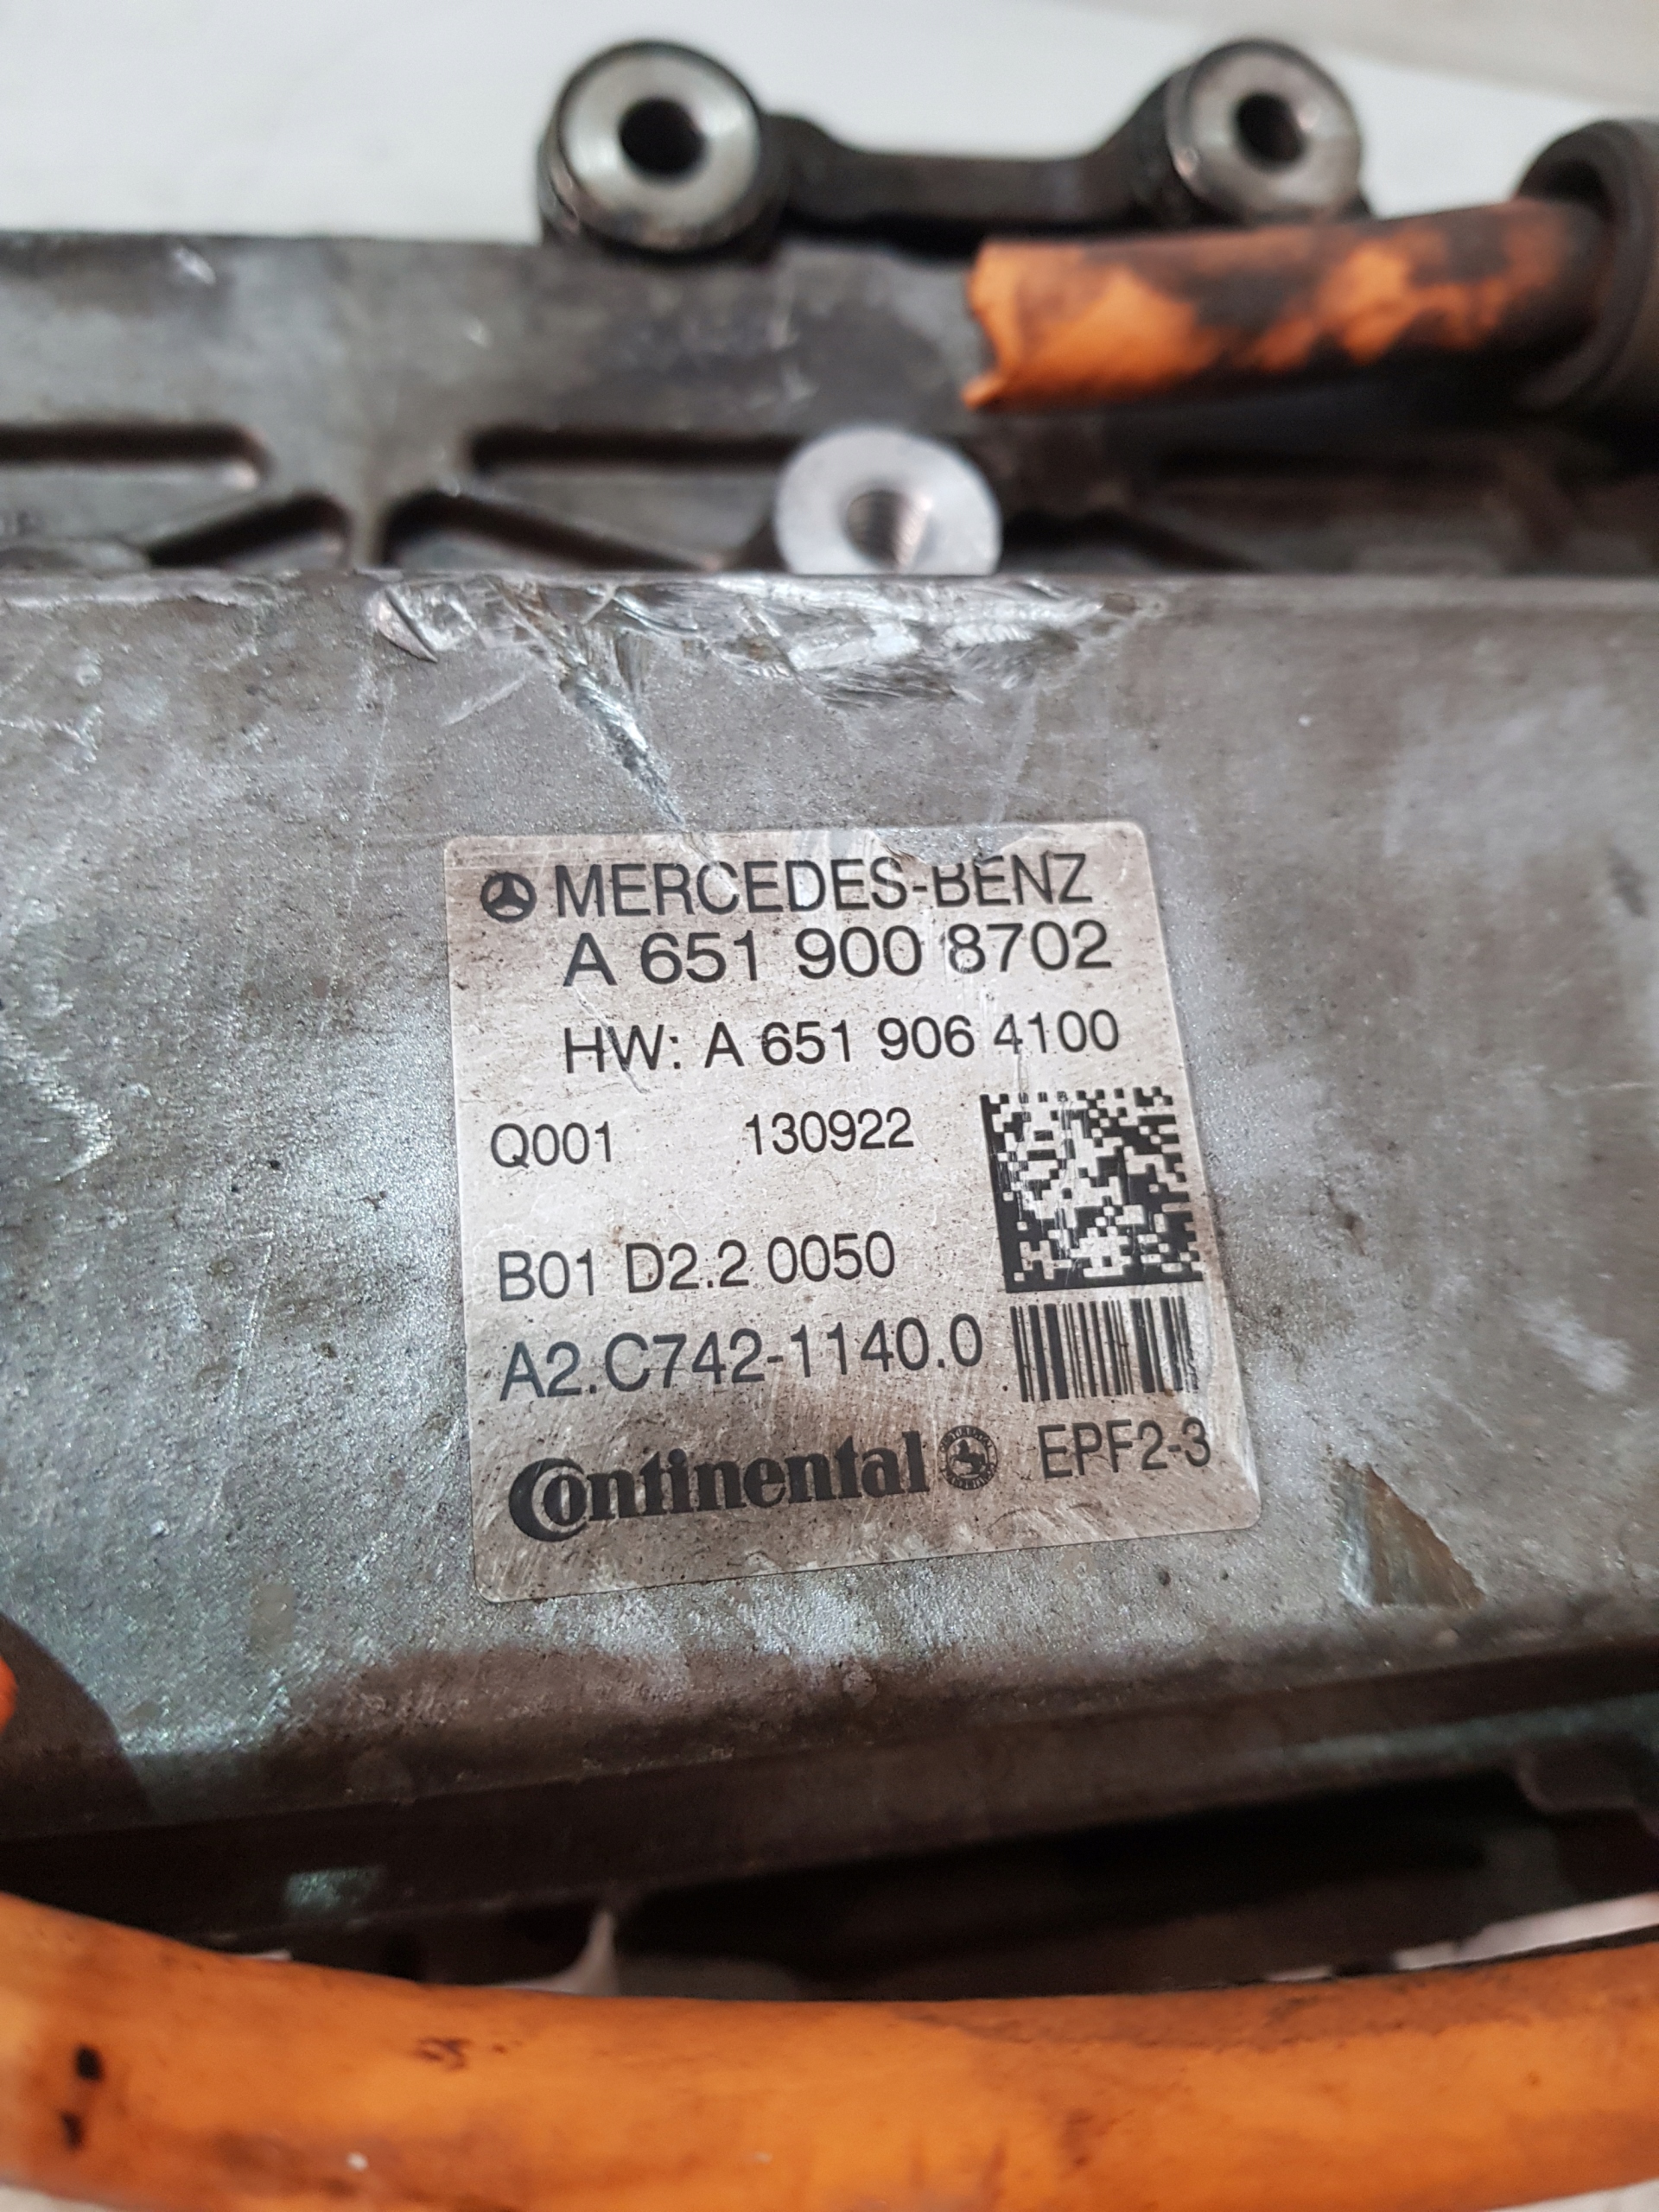 MERCEDES-BENZ
A 651 900 8702
HW: A 651 906 4100
Q001 130922
B01 D2.2 0050
A2.C742-1140.0
Continental EPF2-3